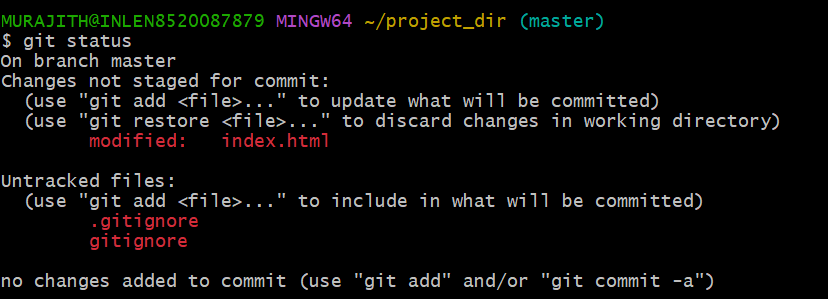 MURAJITH@INLEN8520087879 MINGW64 ~/project_dir (master)
$ git status
On branch master
Changes not staged for commit:
  (use "git add <file>..." to update what will be committed)
  (use "git restore <file>..." to discard changes in working directory)
        modified:   index.html

Untracked files:
  (use "git add <file>..." to include in what will be committed)
        .gitignore
        gitignore

no changes added to commit (use "git add" and/or "git commit -a")